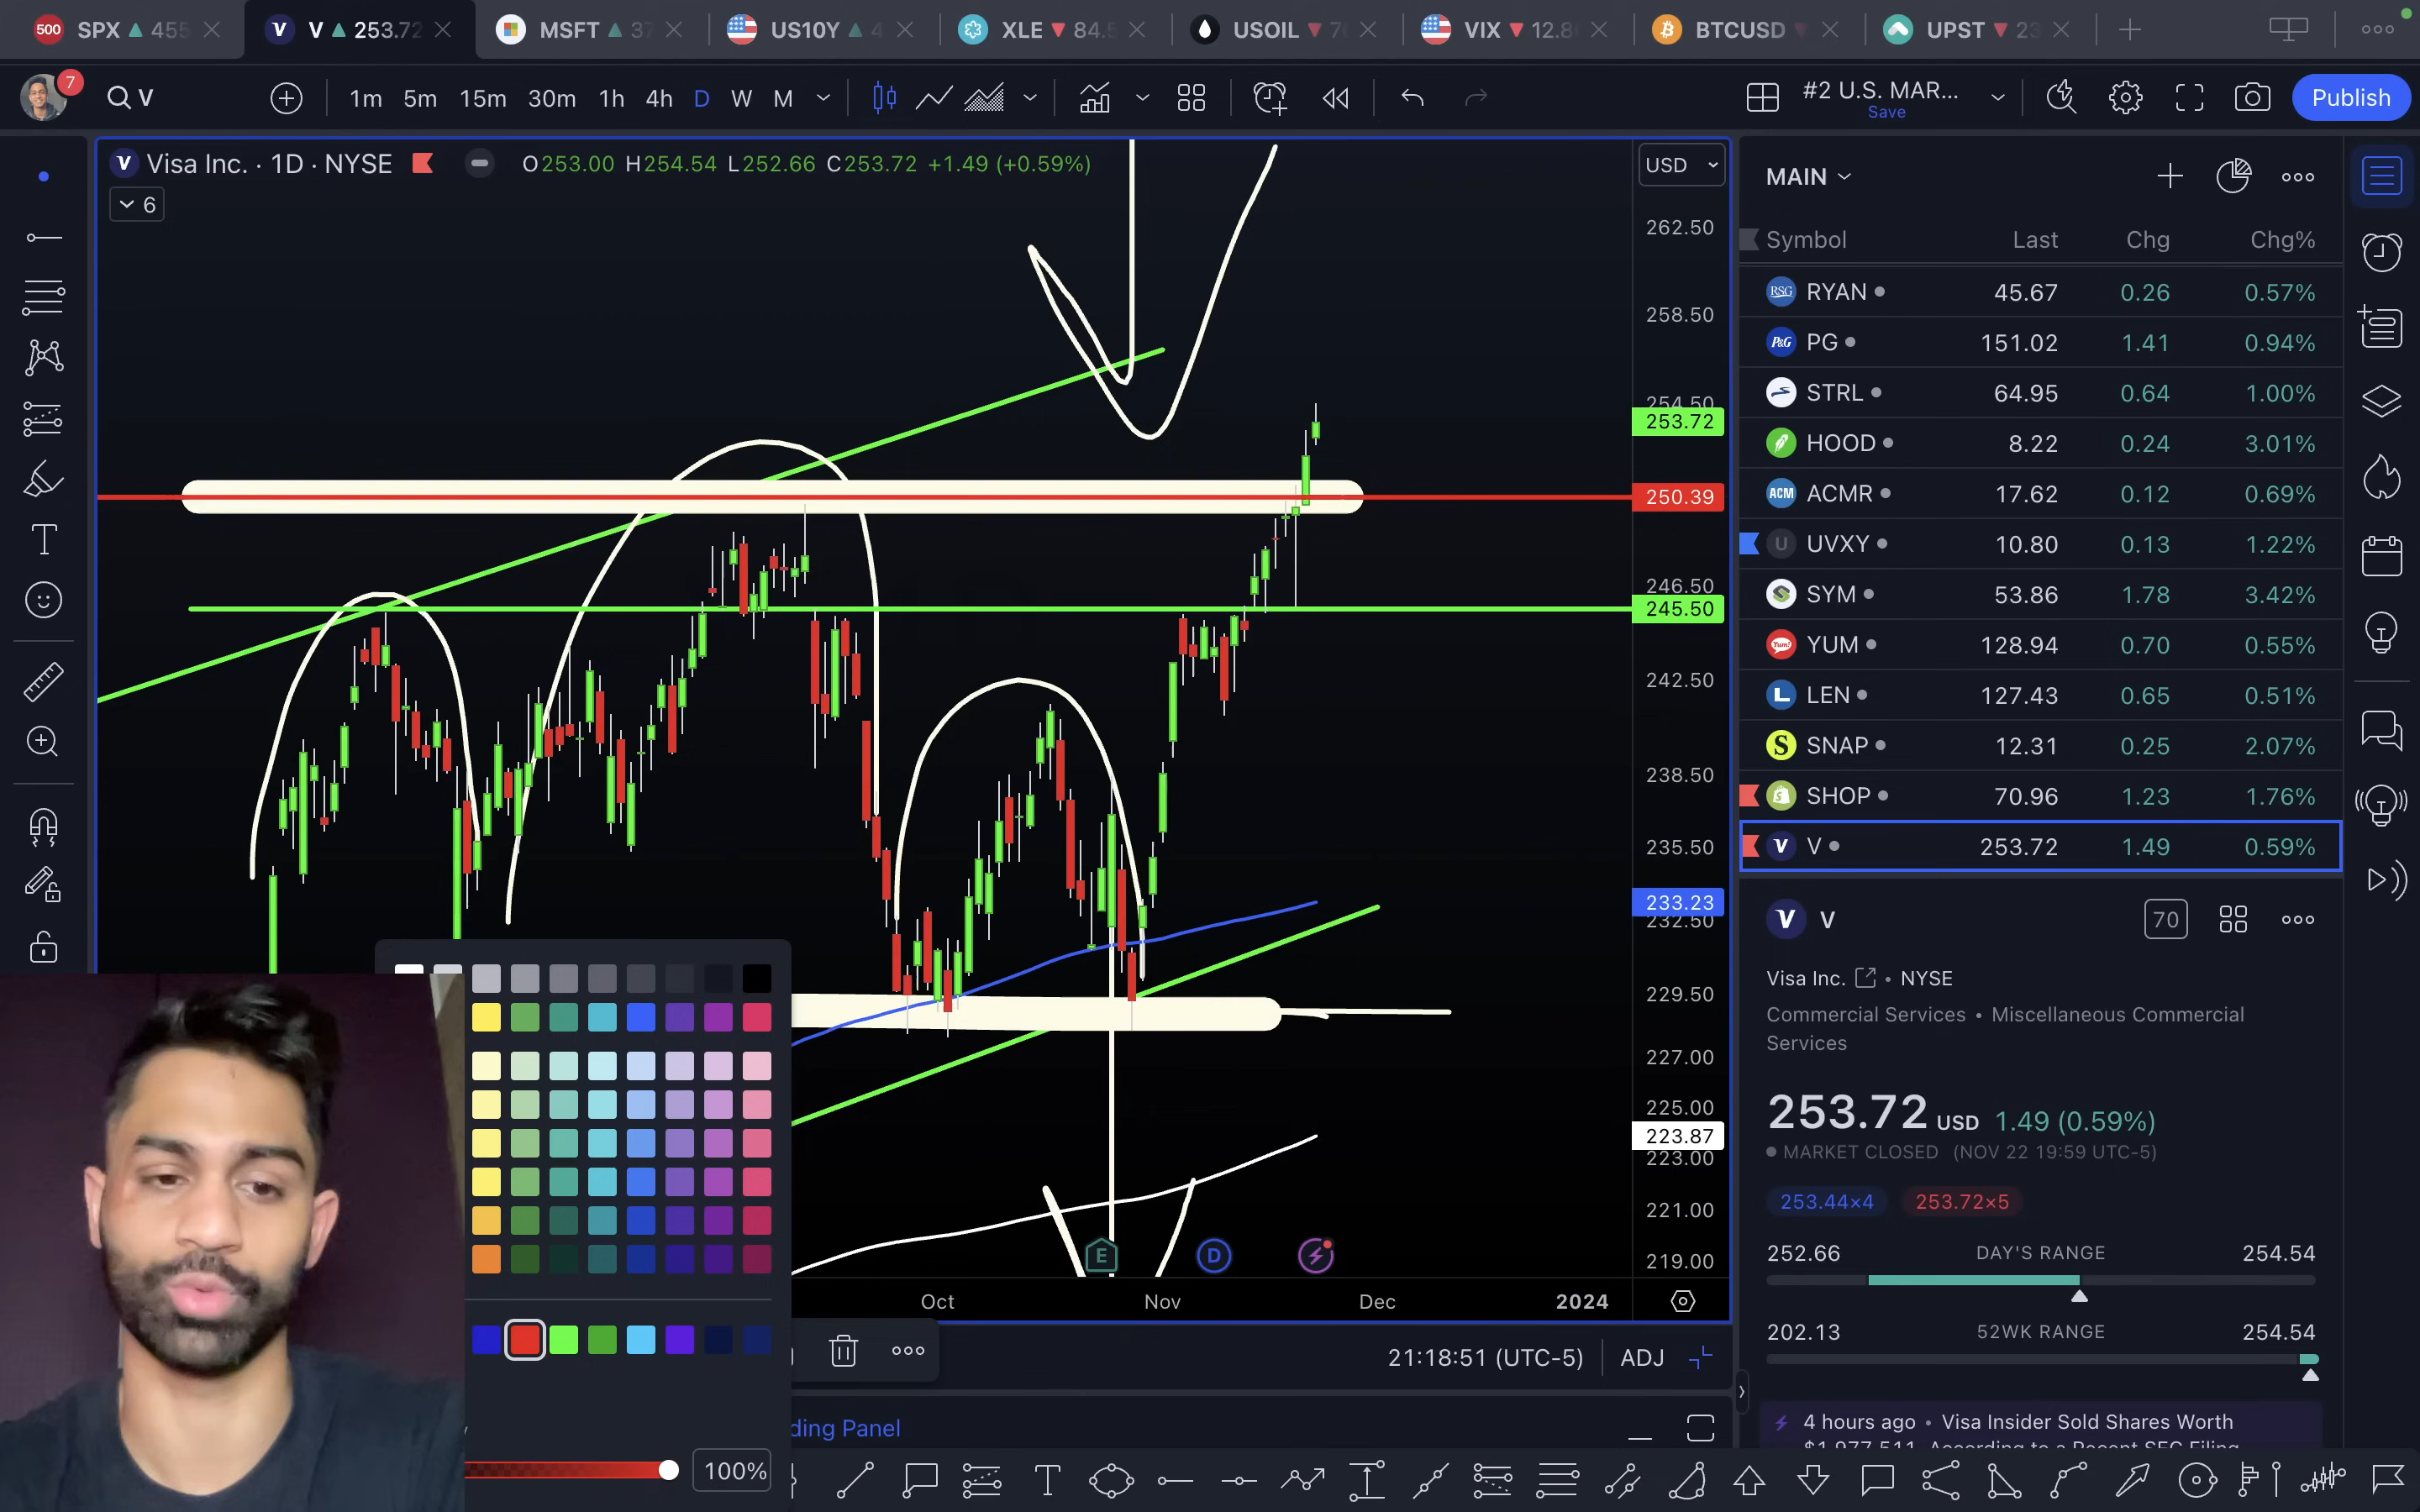 500 SPX 455
V V 253.72
MSFT 37
US10Y 4
XLE 84.5
USOIL 7
VIX 12.8
BTCUSD
UPST 23
7
V
1m 5m 15m 30m 1h 4h D W M
#2 U.S. MAR...
Save
Publish
V Visa Inc. · 1D · NYSE O253.00 H254.54 L252.66 C253.72 +1.49 (+0.59%)
6
USD
262.50
258.50
254.50
253.72
250.39
246.50
245.50
242.50
238.50
235.50
233.23
232.50
229.50
227.00
225.00
223.87
223.00
221.00
219.00
E D
Oct Nov Dec 2024
21:18:51 (UTC-5) ADJ
ding Panel
100%
MAIN
Symbol Last Chg Chg%
RSG RYAN 45.67 0.26 0.57%
P&G PG 151.02 1.41 0.94%
STRL 64.95 0.64 1.00%
HOOD 8.22 0.24 3.01%
ACM ACMR 17.62 0.12 0.69%
U UVXY 10.80 0.13 1.22%
SYM 53.86 1.78 3.42%
YUM 128.94 0.70 0.55%
L LEN 127.43 0.65 0.51%
S SNAP 12.31 0.25 2.07%
SHOP 70.96 1.23 1.76%
V V 253.72 1.49 0.59%
V V 70
Visa Inc. • NYSE
Commercial Services • Miscellaneous Commercial
Services
253.72 USD 1.49 (0.59%)
MARKET CLOSED (NOV 22 19:59 UTC-5)
253.44×4 253.72×5
252.66 DAY'S RANGE 254.54
202.13 52WK RANGE 254.54
4 hours ago • Visa Insider Sold Shares Worth
$1,977,511, According to a Recent SEC Filing
T